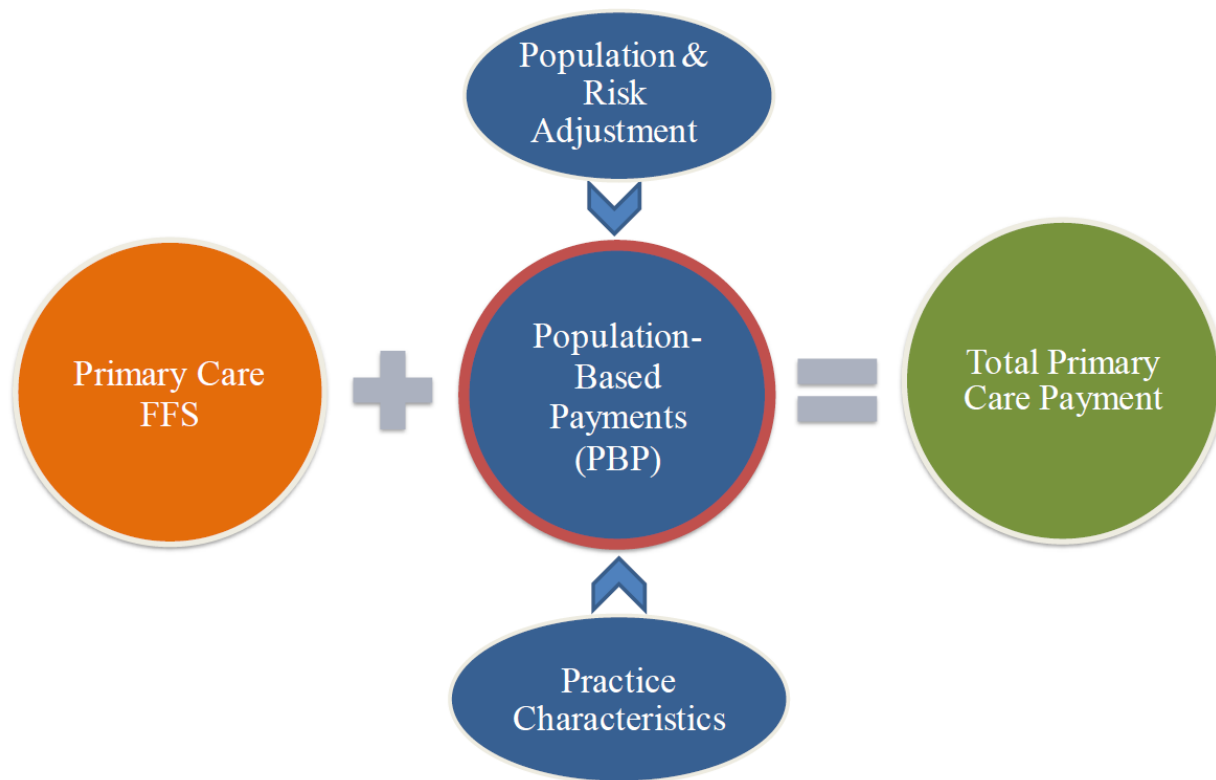 Population &
Risk
Adjustment
Primary Care
FFS
Population-
Based
Payments
(PBP)
Total Primary
Care Payment
Practice
Characteristics